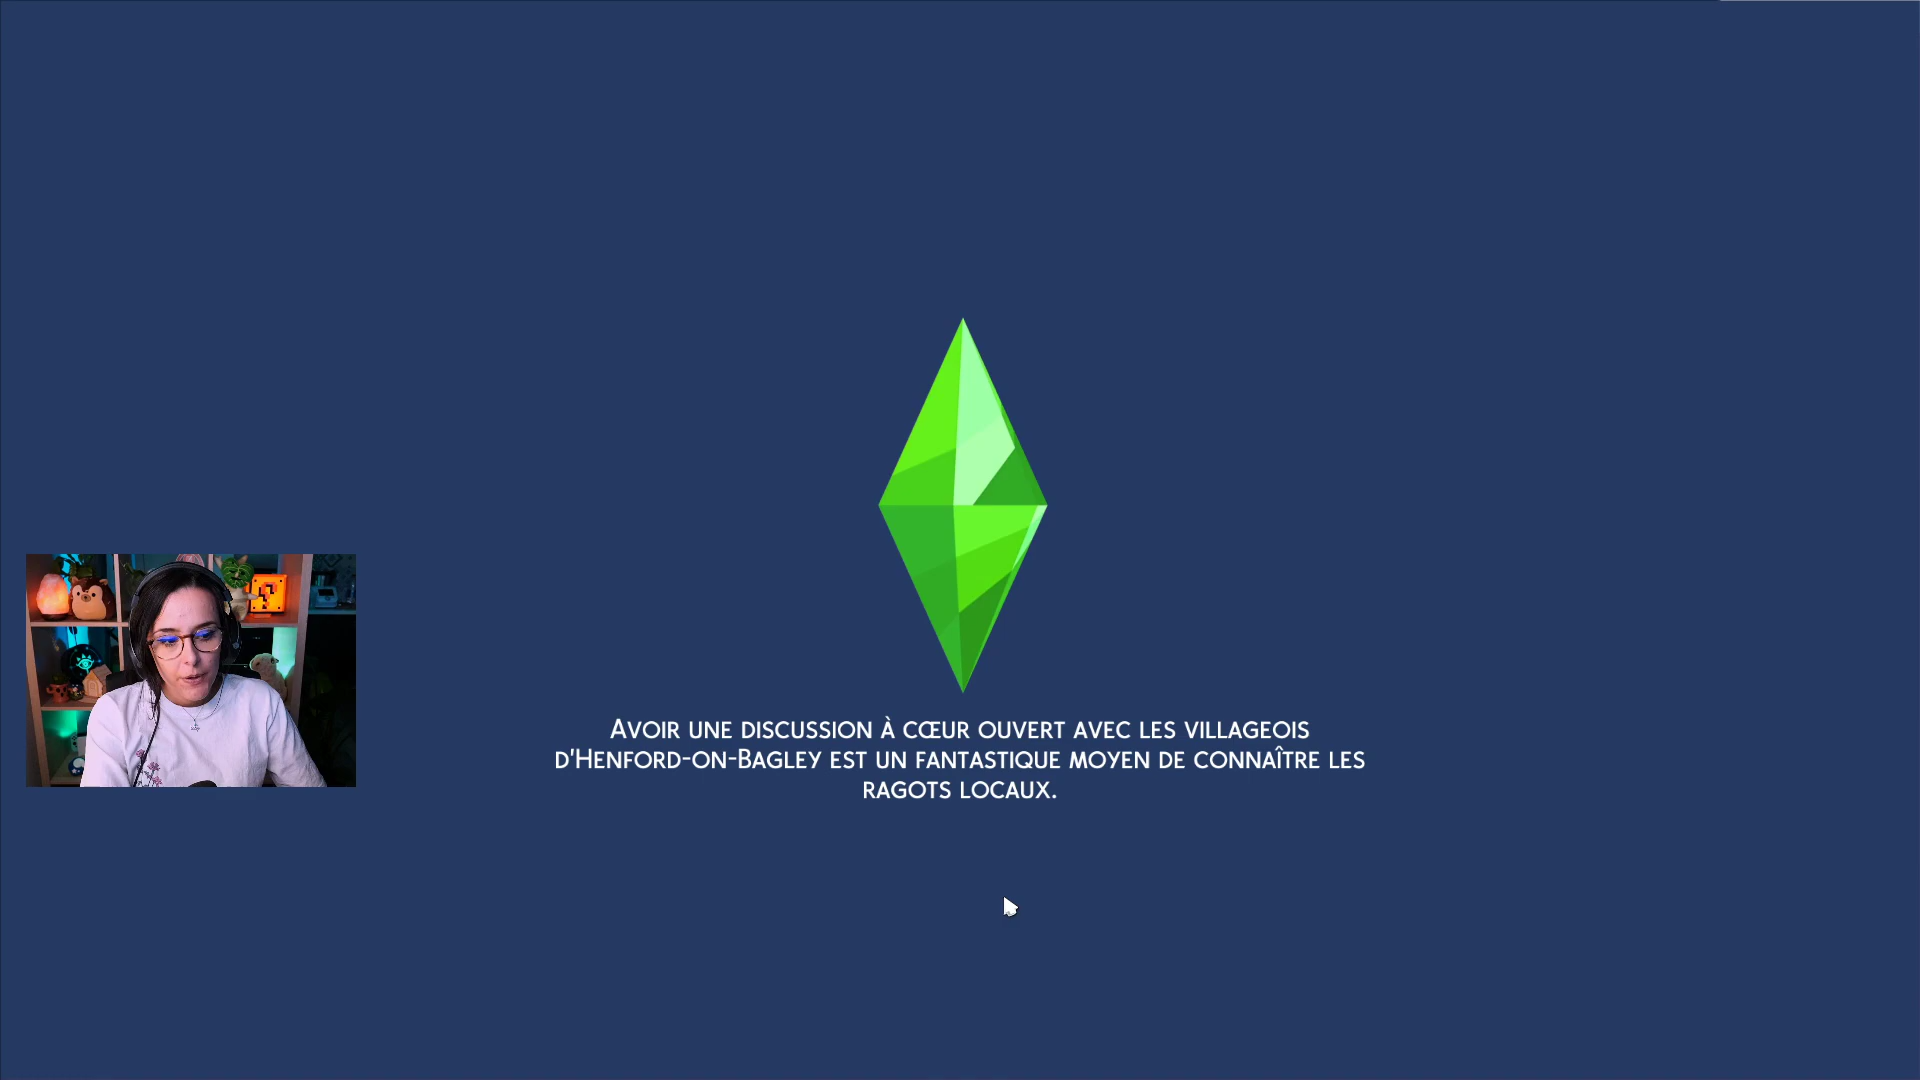 Avoir une discussion à cœur ouvert avec les villageois
d'Henford-on-Bagley est un fantastique moyen de connaître les
ragots locaux.